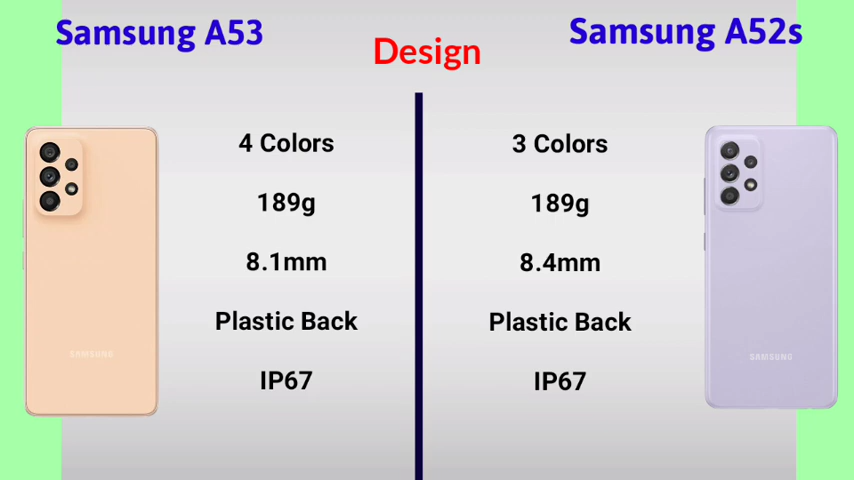 Samsung A53
Design
Samsung A52s
4 Colors
189g
8.1mm
Plastic Back
IP67
3 Colors
189g
8.4mm
Plastic Back
IP67
SAMSUNG
SAMSUNG